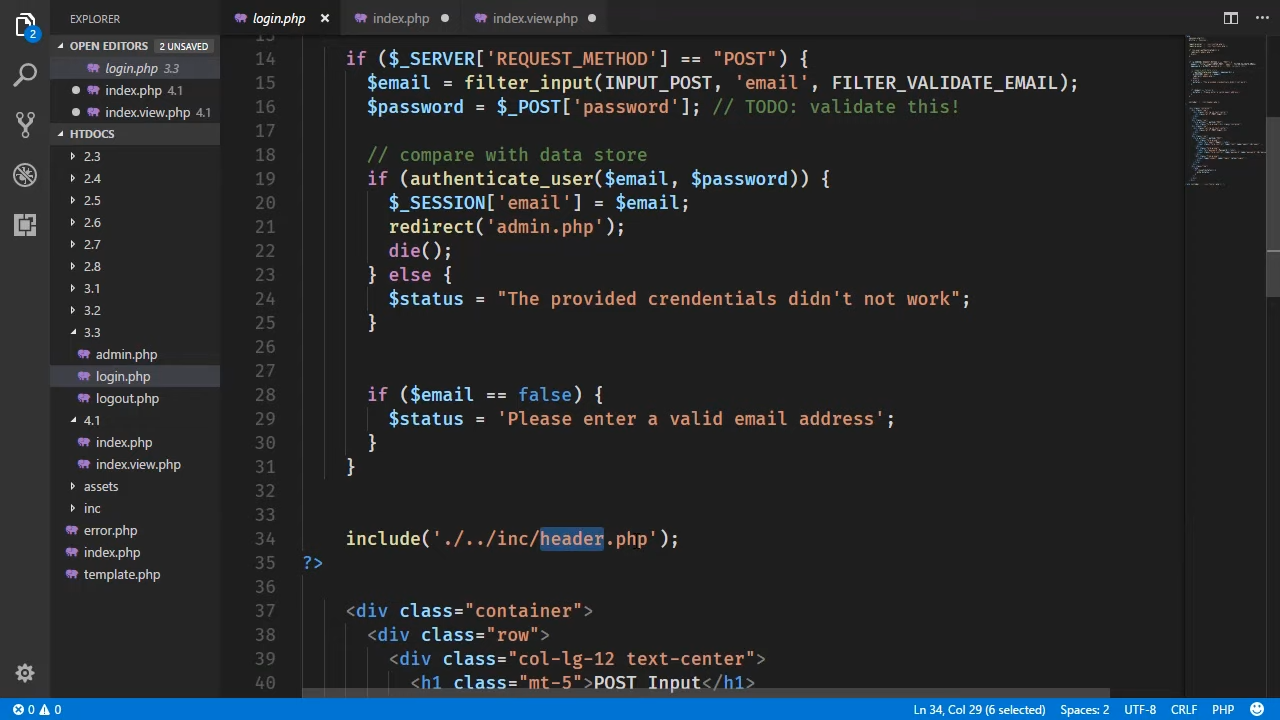 EXPLORER
login.php
index.php
index.view.php
OPEN EDITORS 2 UNSAVED
login.php 3.3
index.php 4.1
index.view.php 4.1
HTDOCS
2.3
2.4
2.5
2.6
2.7
2.8
3.1
3.2
3.3
admin.php
login.php
logout.php
4.1
index.php
index.view.php
assets
inc
error.php
index.php
template.php
2
13
14 if ($_SERVER['REQUEST_METHOD'] == "POST") {
15 $email = filter_input(INPUT_POST, 'email', FILTER_VALIDATE_EMAIL);
16 $password = $_POST['password']; // TODO: validate this!
17
18 // compare with data store
19 if (authenticate_user($email, $password)) {
20 $_SESSION['email'] = $email;
21 redirect('admin.php');
22 die();
23 } else {
24 $status = "The provided crendentials didn't not work";
25 }
26
27
28 if ($email == false) {
29 $status = 'Please enter a valid email address';
30 }
31 }
32
33
34 include('./../inc/header.php');
35 ?>
36
37 <div class="container">
38 <div class="row">
39 <div class="col-lg-12 text-center">
40 <h1 class="mt-5">POST Input</h1>
0 0
Ln 34, Col 29 (6 selected) Spaces: 2 UTF-8 CRLF PHP